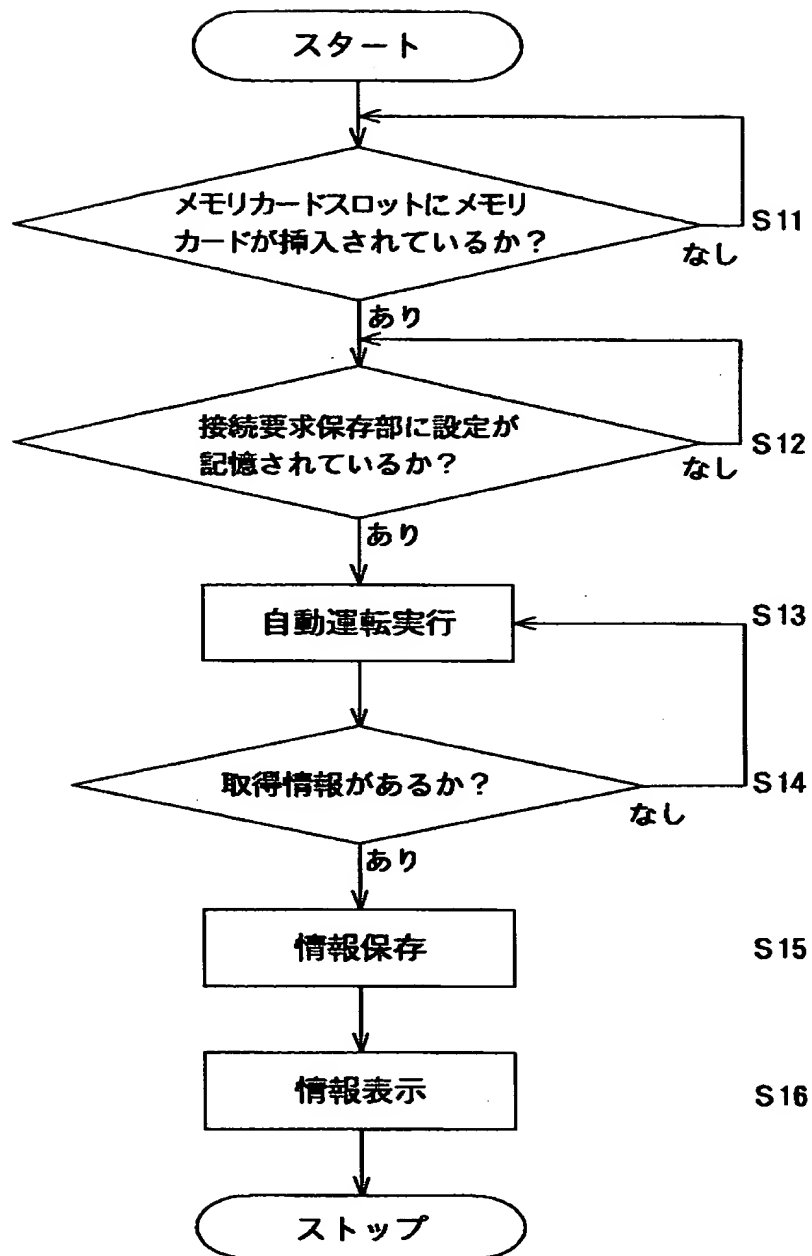 スタート
メモリカードスロットにメモリ
カードが挿入されているか？
S11
なし
あり
接続要求保存部に設定が
記憶されているか？
S12
なし
あり
自動運転実行
S13
取得情報があるか？
S14
なし
あり
情報保存
S15
情報表示
S16
ストップ